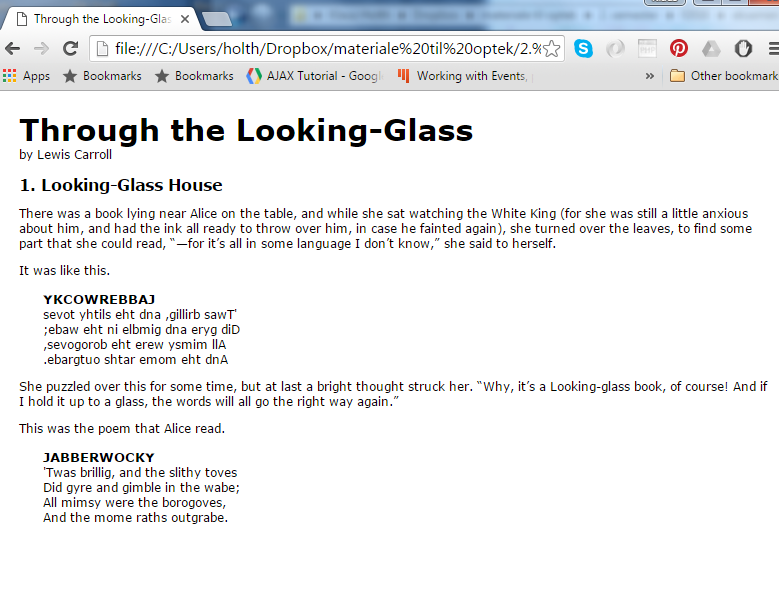 Through the Looking-Glas
file:///C:/Users/holth/Dropbox/materiale%20til%20optek/2.%
Apps Bookmarks Bookmarks AJAX Tutorial - Googl Working with Events, » Other bookmark
Through the Looking-Glass
by Lewis Carroll
1. Looking-Glass House
There was a book lying near Alice on the table, and while she sat watching the White King (for she was still a little anxious
about him, and had the ink all ready to throw over him, in case he fainted again), she turned over the leaves, to find some
part that she could read, “—for it’s all in some language I don’t know,” she said to herself.
It was like this.
YKCOWREBBAJ
sevot yhtils eht dna ,gillirb sawT'
;ebaw eht ni elbmig dna eryg diD
,sevogorob eht erew ysmim llA
.ebargtuo shtar emom eht dnA
She puzzled over this for some time, but at last a bright thought struck her. “Why, it’s a Looking-glass book, of course! And if
I hold it up to a glass, the words will all go the right way again.”
This was the poem that Alice read.
JABBERWOCKY
'Twas brillig, and the slithy toves
Did gyre and gimble in the wabe;
All mimsy were the borogoves,
And the mome raths outgrabe.